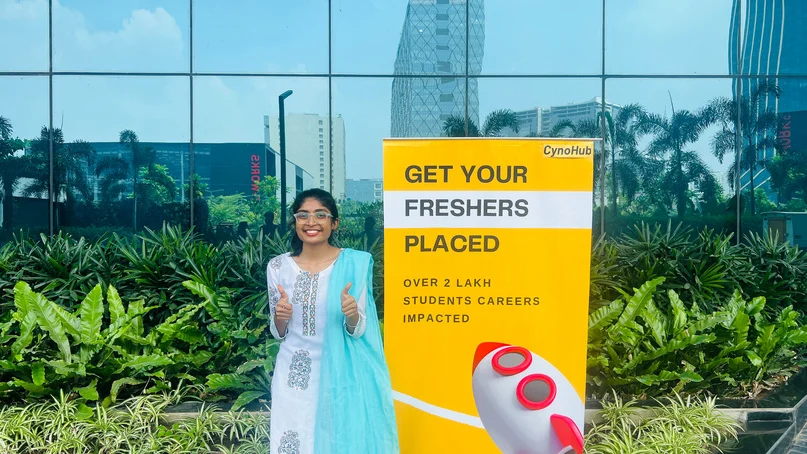 CynoHub
GET YOUR
FRESHERS
PLACED
OVER 2 LAKH
STUDENTS CAREERS
IMPACTED